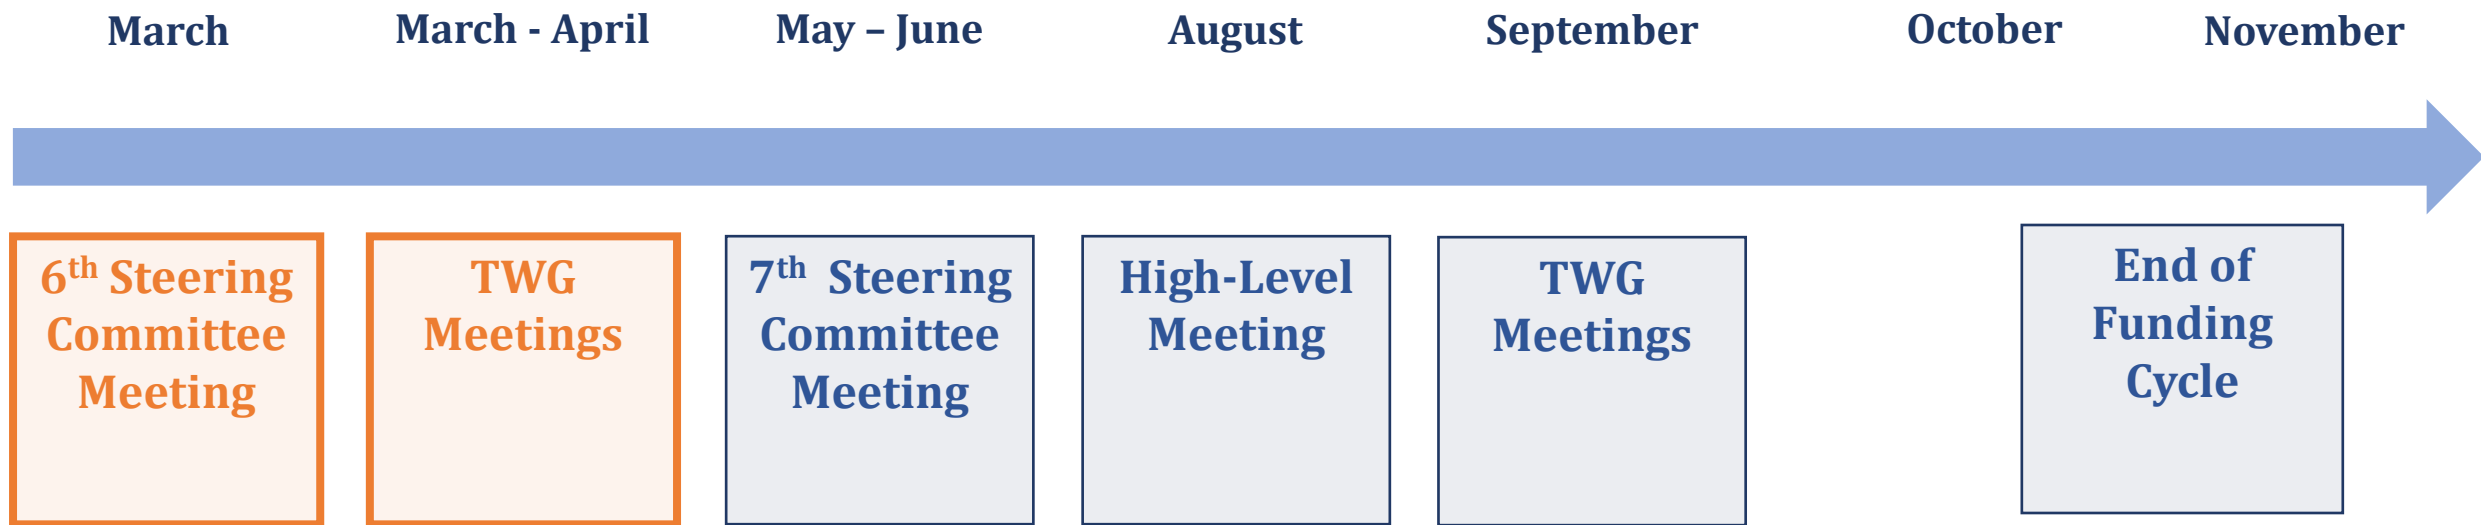 March
March - April
May – June
August
September
October
November
6th Steering
Committee
Meeting
TWG
Meetings
7th Steering
Committee
Meeting
High-Level
Meeting
TWG
Meetings
End of
Funding
Cycle